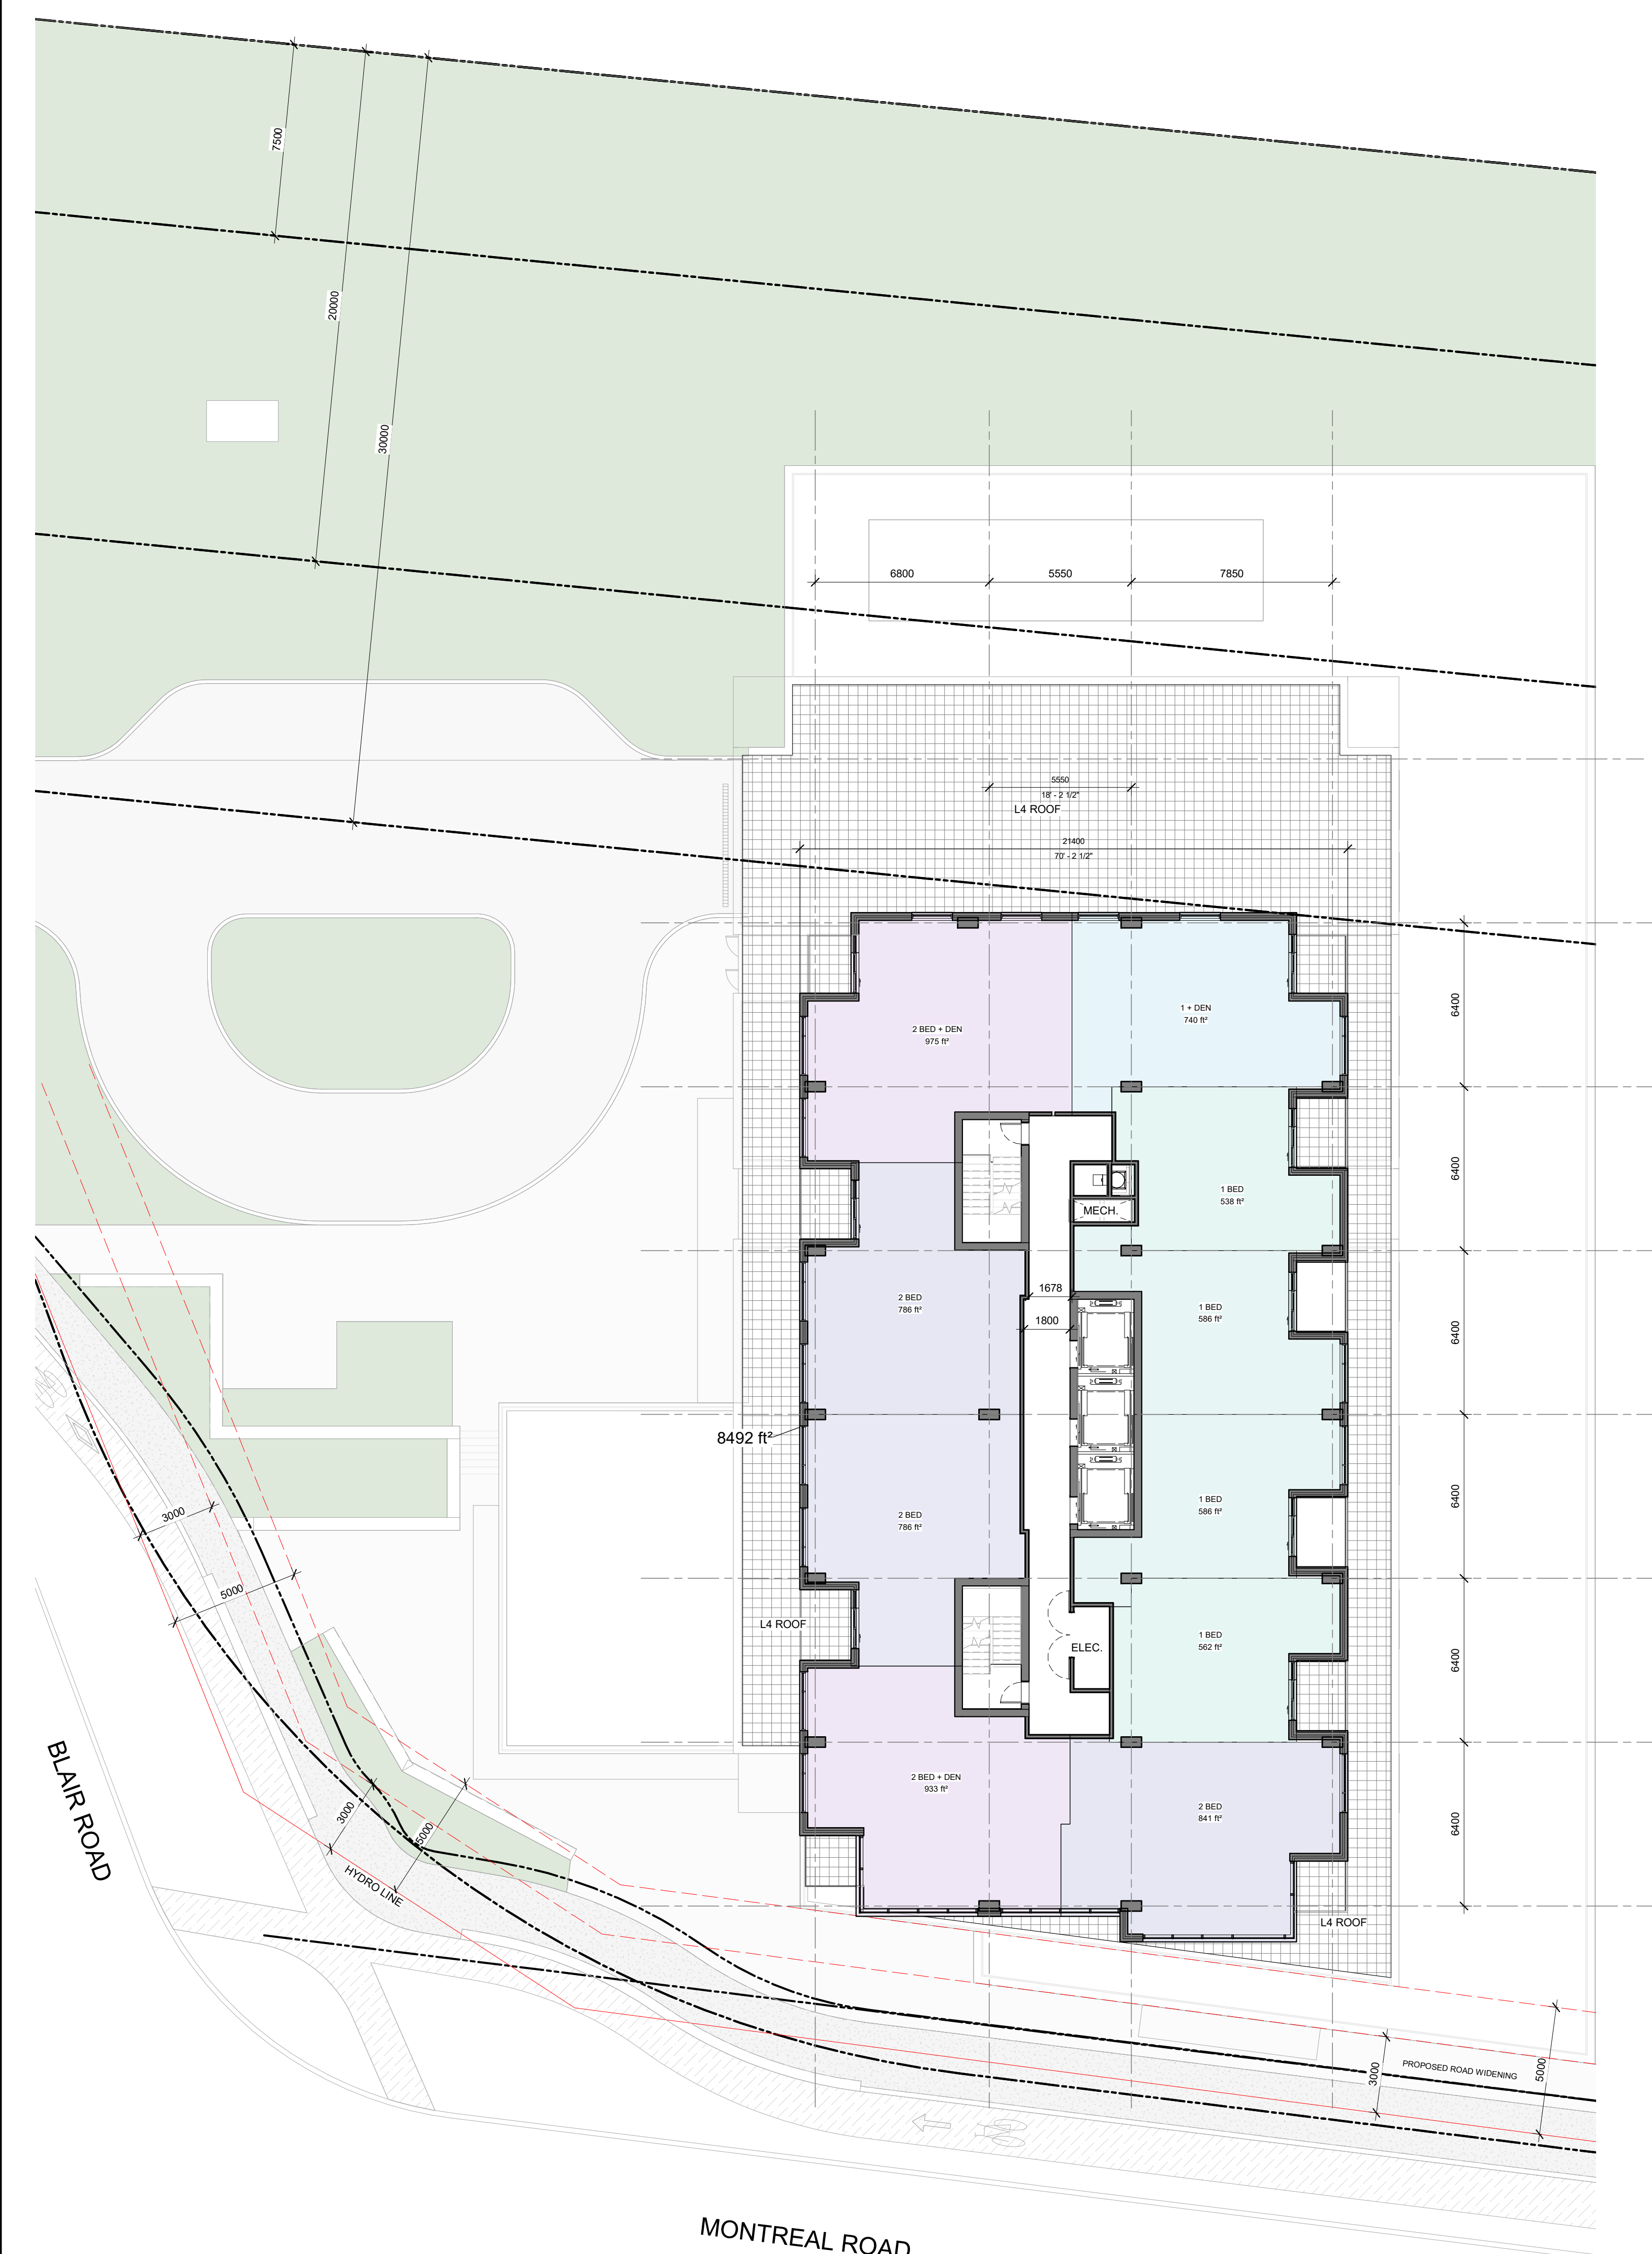 7500
20000
30000
6800
5550
7850
5550
18' - 2 1/2"
L4 ROOF
21400
70' - 2 1/2"
6400
2 BED + DEN
975 ft²
1 + DEN
740 ft²
6400
1 BED
538 ft²
MECH.
1678
2 BED
786 ft²
1 BED
586 ft²
1800
6400
8492 ft²
6400
1 BED
586 ft²
2 BED
786 ft²
3000
5000
L4 ROOF
1 BED
562 ft²
ELEC.
6400
2 BED + DEN
933 ft²
2 BED
841 ft²
6400
BLAIR ROAD
3000
5000
HYDRO LINE
L4 ROOF
3000
PROPOSED ROAD WIDENING
5000
MONTREAL ROAD